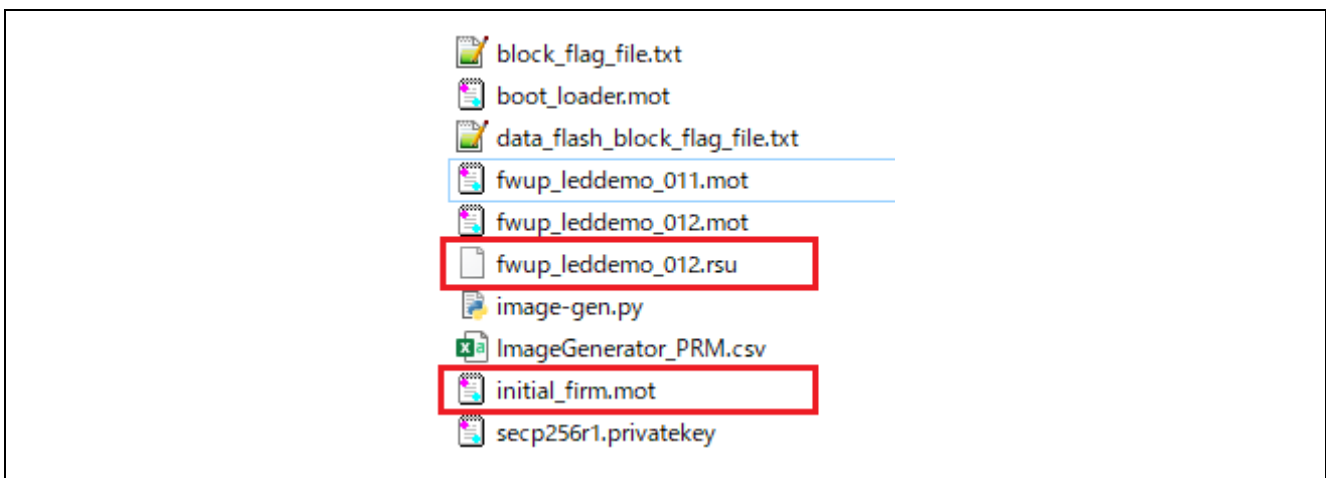 block_flag_file.txt
boot_loader.mot
data_flash_block_flag_file.txt
fwup_leddemo_011.mot
fwup_leddemo_012.mot
fwup_leddemo_012.rsu
image-gen.py
ImageGenerator_PRM.csv
initial_firm.mot
secp256r1.privatekey